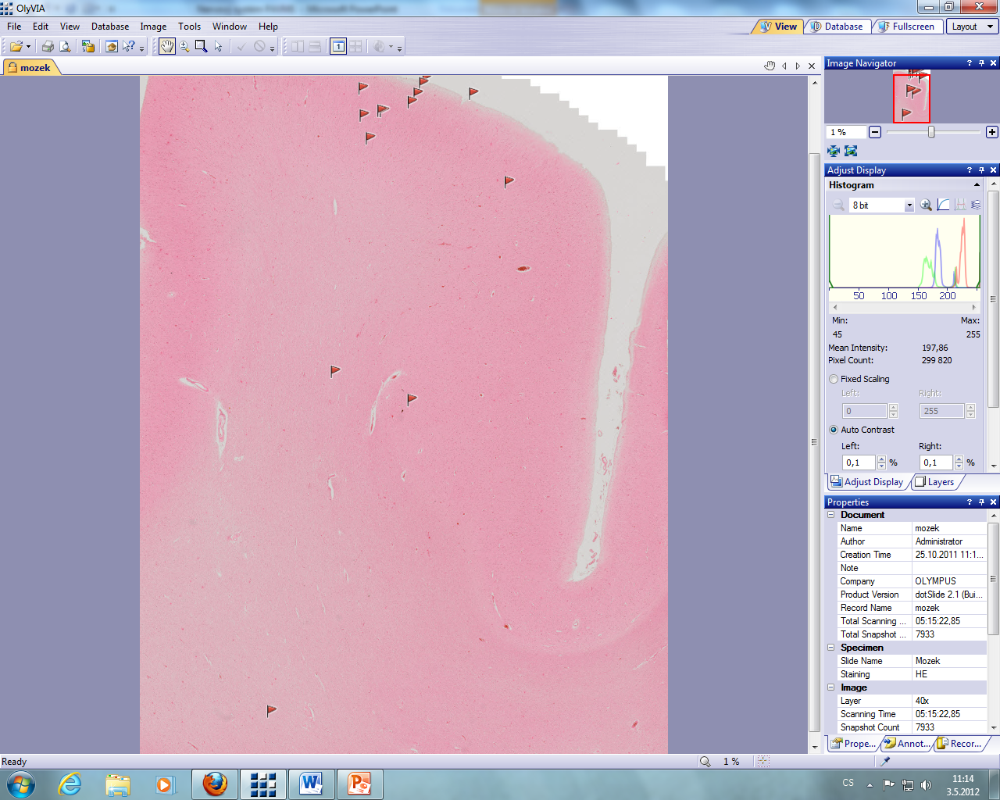 OlyVIA
File Edit View Database Image Tools Window Help
View Database Fullscreen Layout
1
mozek
Image Navigator
1 %
Adjust Display
Histogram
8 bit
50 100 150 200
Min: Max:
45 255
Mean Intensity: 197,86
Pixel Count: 299 820
Fixed Scaling
Left: Right:
0 255
Auto Contrast
Left: Right:
0,1 % 0,1 %
Adjust Display Layers
Properties
Document
Name mozek
Author Administrator
Creation Time 25.10.2011 11:1...
Note
Company OLYMPUS
Product Version dotSlide 2.1 (Bui...
Record Name mozek
Total Scanning ... 05:15:22,85
Total Snapshot ... 7933
Specimen
Slide Name Mozek
Staining HE
Image
Layer 40x
Scanning Time 05:15:22,85
Snapshot Count 7933
Prope... Annot... Recor...
Ready 1 %
CS 11:14
3.5.2012